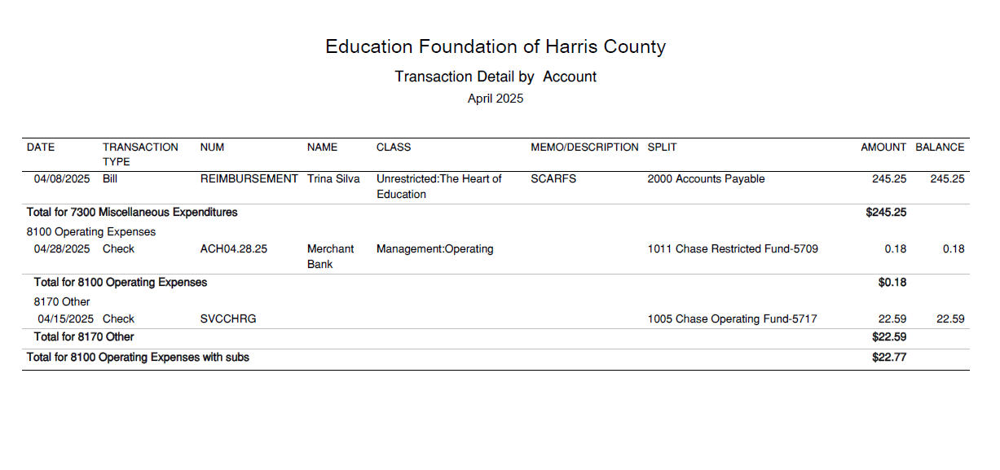 Education Foundation of Harris County
Transaction Detail by  Account
April 2025
DATE TRANSACTION TYPE NUM NAME CLASS MEMO/DESCRIPTION SPLIT AMOUNT BALANCE
04/08/2025 Bill REIMBURSEMENT Trina Silva Unrestricted:The Heart of Education SCARFS 2000 Accounts Payable 245.25 245.25
Total for 7300 Miscellaneous Expenditures $245.25
8100 Operating Expenses
04/28/2025 Check ACH04.28.25 Merchant Bank Management:Operating 1011 Chase Restricted Fund-5709 0.18 0.18
Total for 8100 Operating Expenses $0.18
8170 Other
04/15/2025 Check SVCCHRG 1005 Chase Operating Fund-5717 22.59 22.59
Total for 8170 Other $22.59
Total for 8100 Operating Expenses with subs $22.77